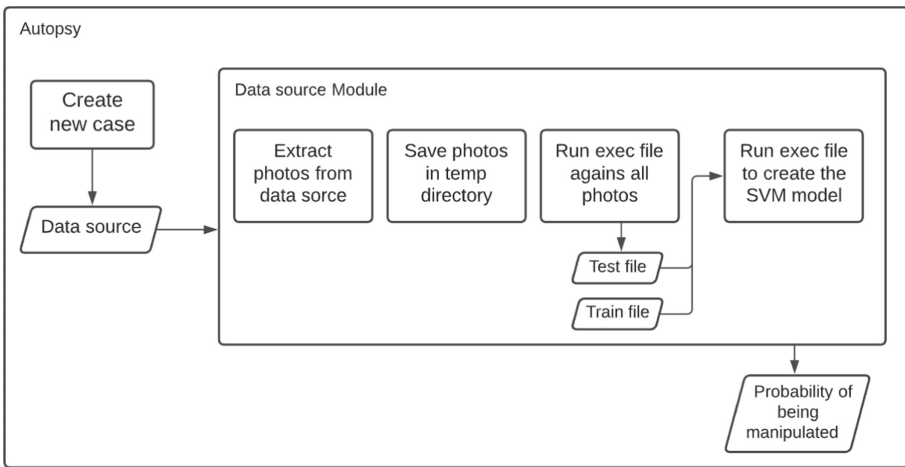 Autopsy
Create
new case
Data source
Data source Module
Extract
photos from
data sorce
Save photos
in temp
directory
Run exec file
agains all
photos
Run exec file
to create the
SVM model
Test file
Train file
Probability of
being
manipulated